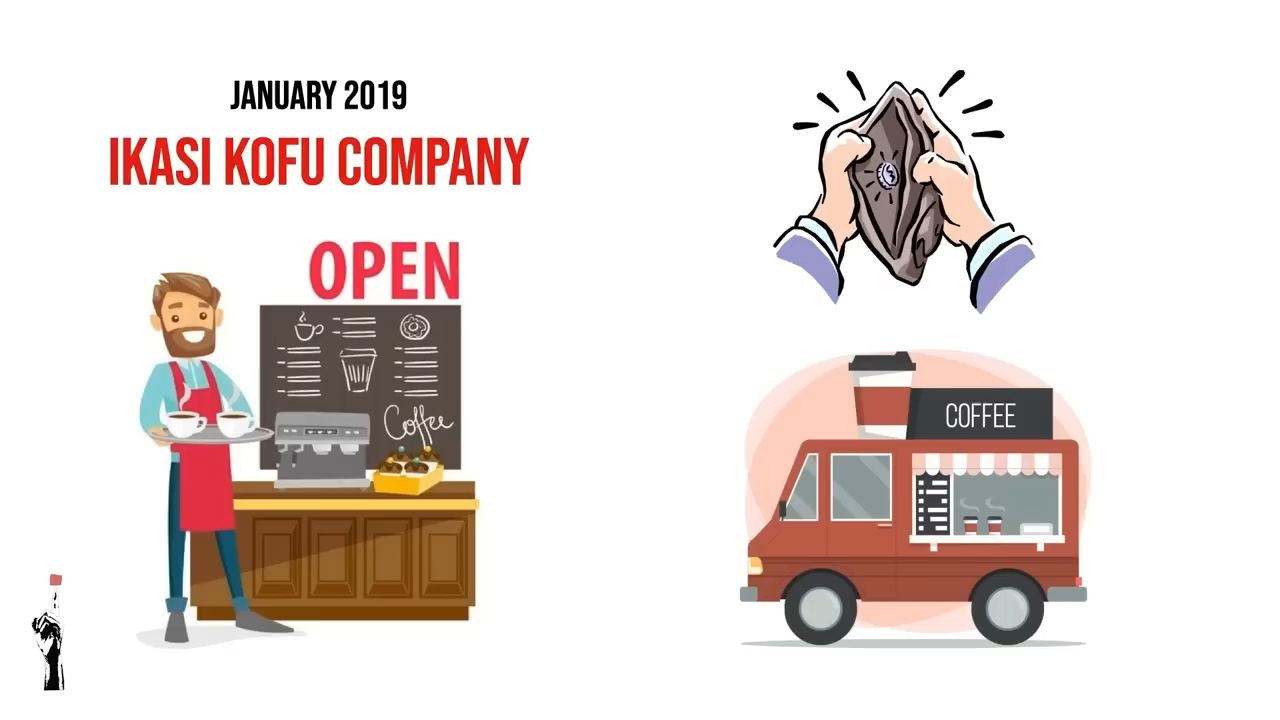 JANUARY 2019
IKASI KOFU COMPANY
OPEN
Coffee
COFFEE